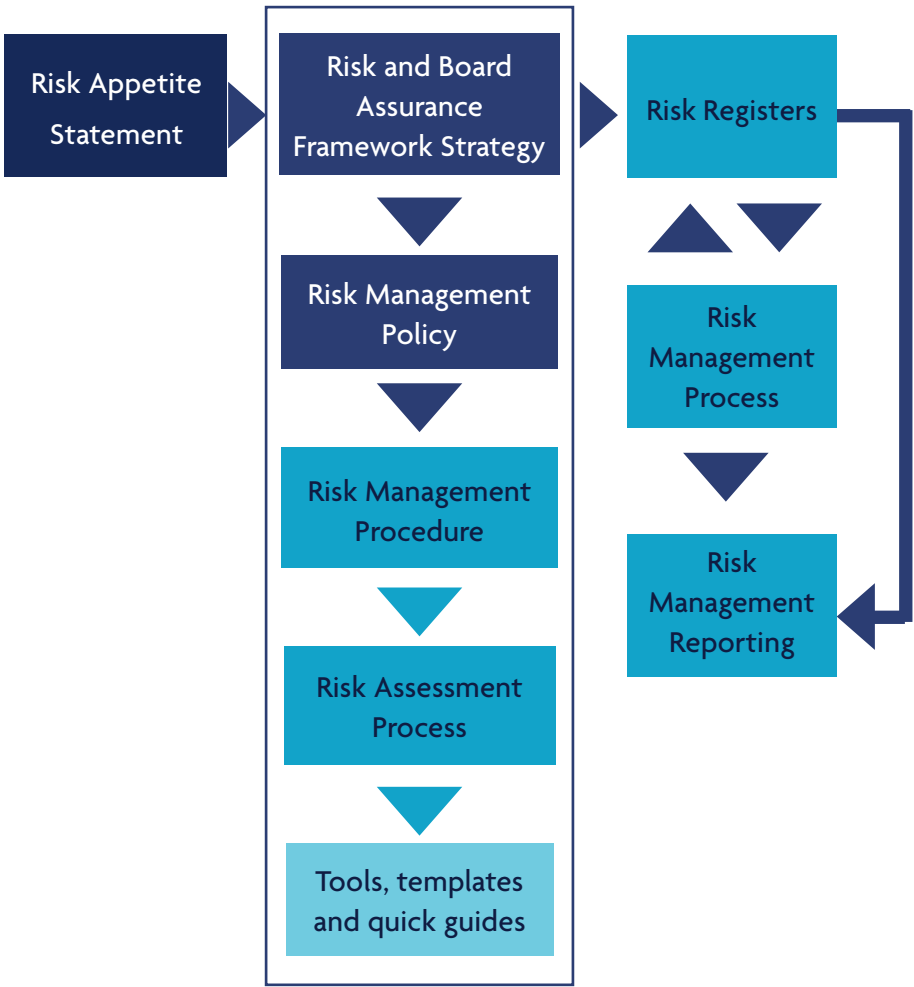 Risk Appetite
Statement
Risk and Board
Assurance
Framework Strategy
Risk Management
Policy
Risk Management
Procedure
Risk Assessment
Process
Tools, templates
and quick guides
Risk Registers
Risk
Management
Process
Risk
Management
Reporting